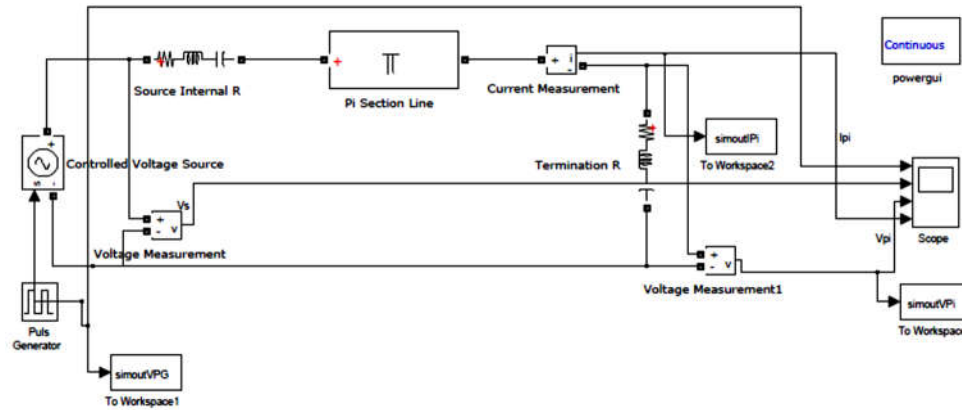 Continuous
powergui
Source Internal R
Pi Section Line
+
i
-
Current Measurement
Controlled Voltage Source
Termination R
simoutIPi
To Workspace2
Ipi
Vs
+
-
v
Voltage Measurement
Scope
Vpi
+
-
v
Voltage Measurement1
Puls
Generator
simoutVPi
To Workspace
simoutVPG
To Workspace1